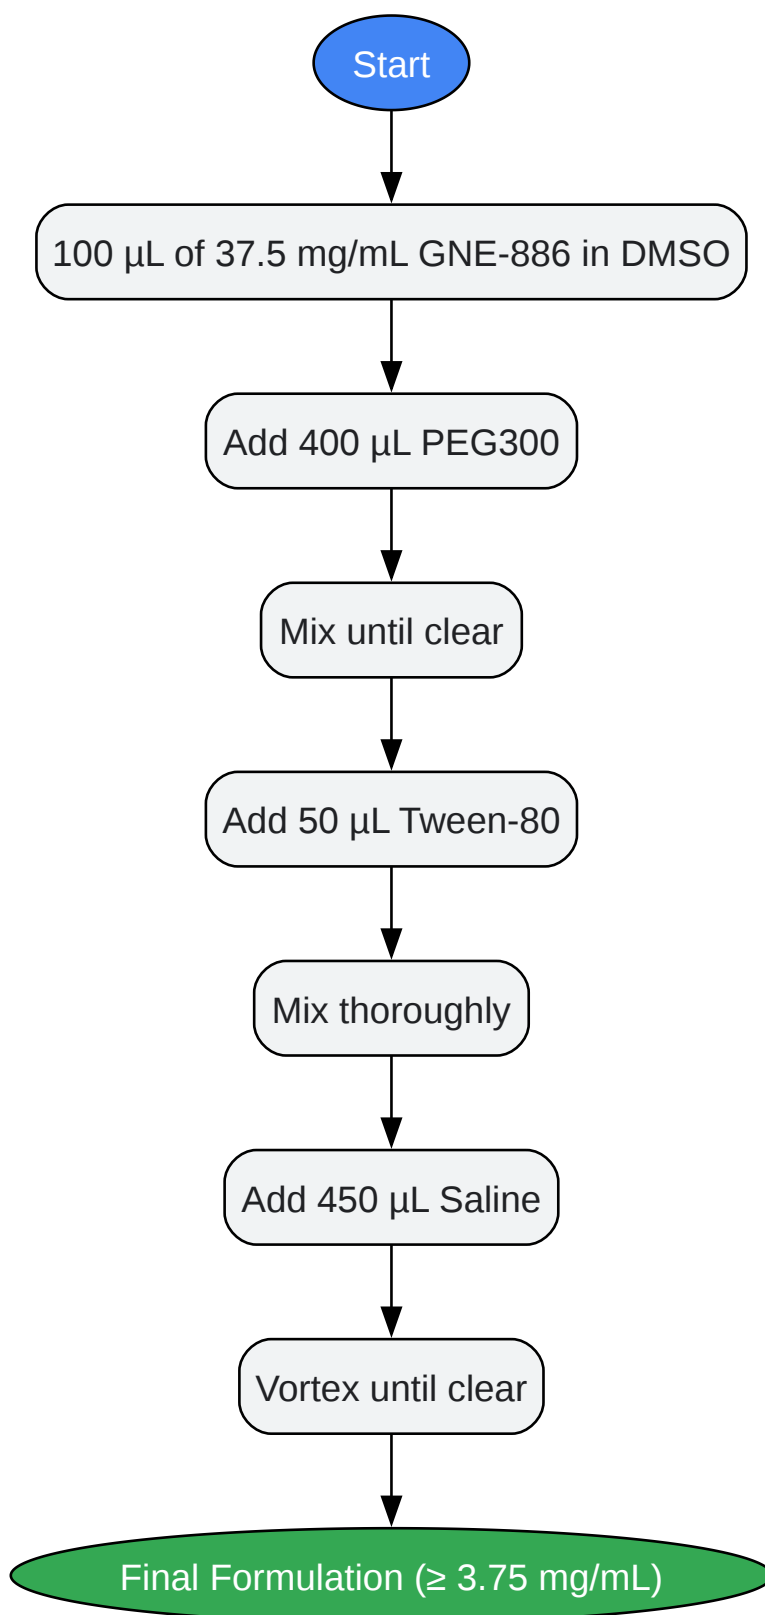 Start
100 µL of 37.5 mg/mL GNE-886 in DMSO
Add 400 µL PEG300
Mix until clear
Add 50 µL Tween-80
Mix thoroughly
Add 450 µL Saline
Vortex until clear
Final Formulation (≥ 3.75 mg/mL)